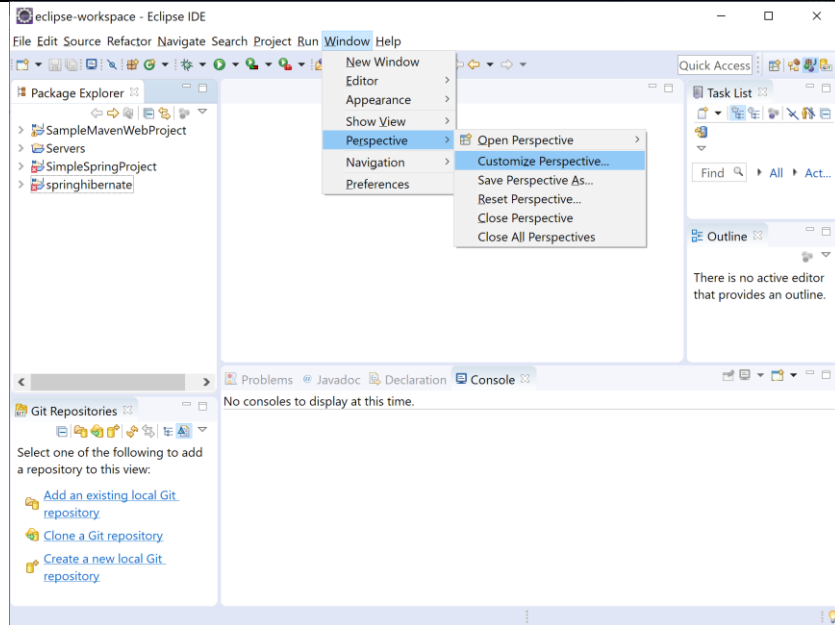 eclipse-workspace - Eclipse IDE
File Edit Source Refactor Navigate Search Project Run Window Help
Quick Access
Package Explorer
SampleMavenWebProject
Servers
SimpleSpringProject
springhibernate
New Window
Editor
Appearance
Show View
Perspective
Navigation
Preferences
Open Perspective
Customize Perspective...
Save Perspective As...
Reset Perspective...
Close Perspective
Close All Perspectives
Task List
Find All Act...
Outline
There is no active editor
that provides an outline.
Problems @ Javadoc Declaration Console
No consoles to display at this time.
Git Repositories
Select one of the following to add
a repository to this view:
Add an existing local Git
repository
Clone a Git repository
Create a new local Git
repository